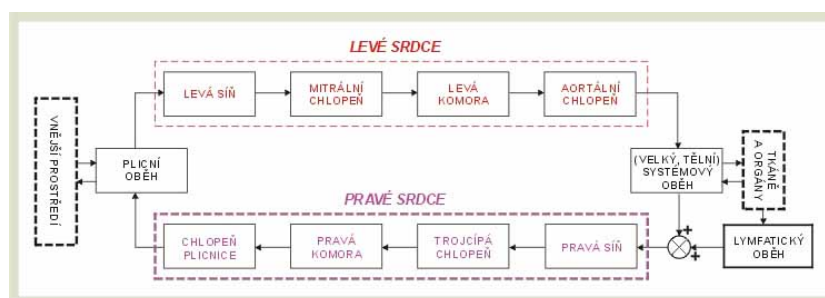 LEVÉ SRDCE
LEVÁ SÍŇ
MITRÁLNÍ
CHLOPEŇ
LEVÁ
KOMORA
AORTÁLNÍ
CHLOPEŇ
VNĚJŠÍ PROSTŘEDÍ
PLICNÍ
OBĚH
(VELKÝ, TĚLNÍ)
SYSTÉMOVÝ
OBĚH
TKÁNĚ
A ORGÁNY
PRAVÉ SRDCE
CHLOPEŇ
PLICNICE
PRAVÁ
KOMORA
TROJCÍPÁ
CHLOPEŇ
PRAVÁ SÍŇ
+
+
LYMFATICKÝ
OBĚH